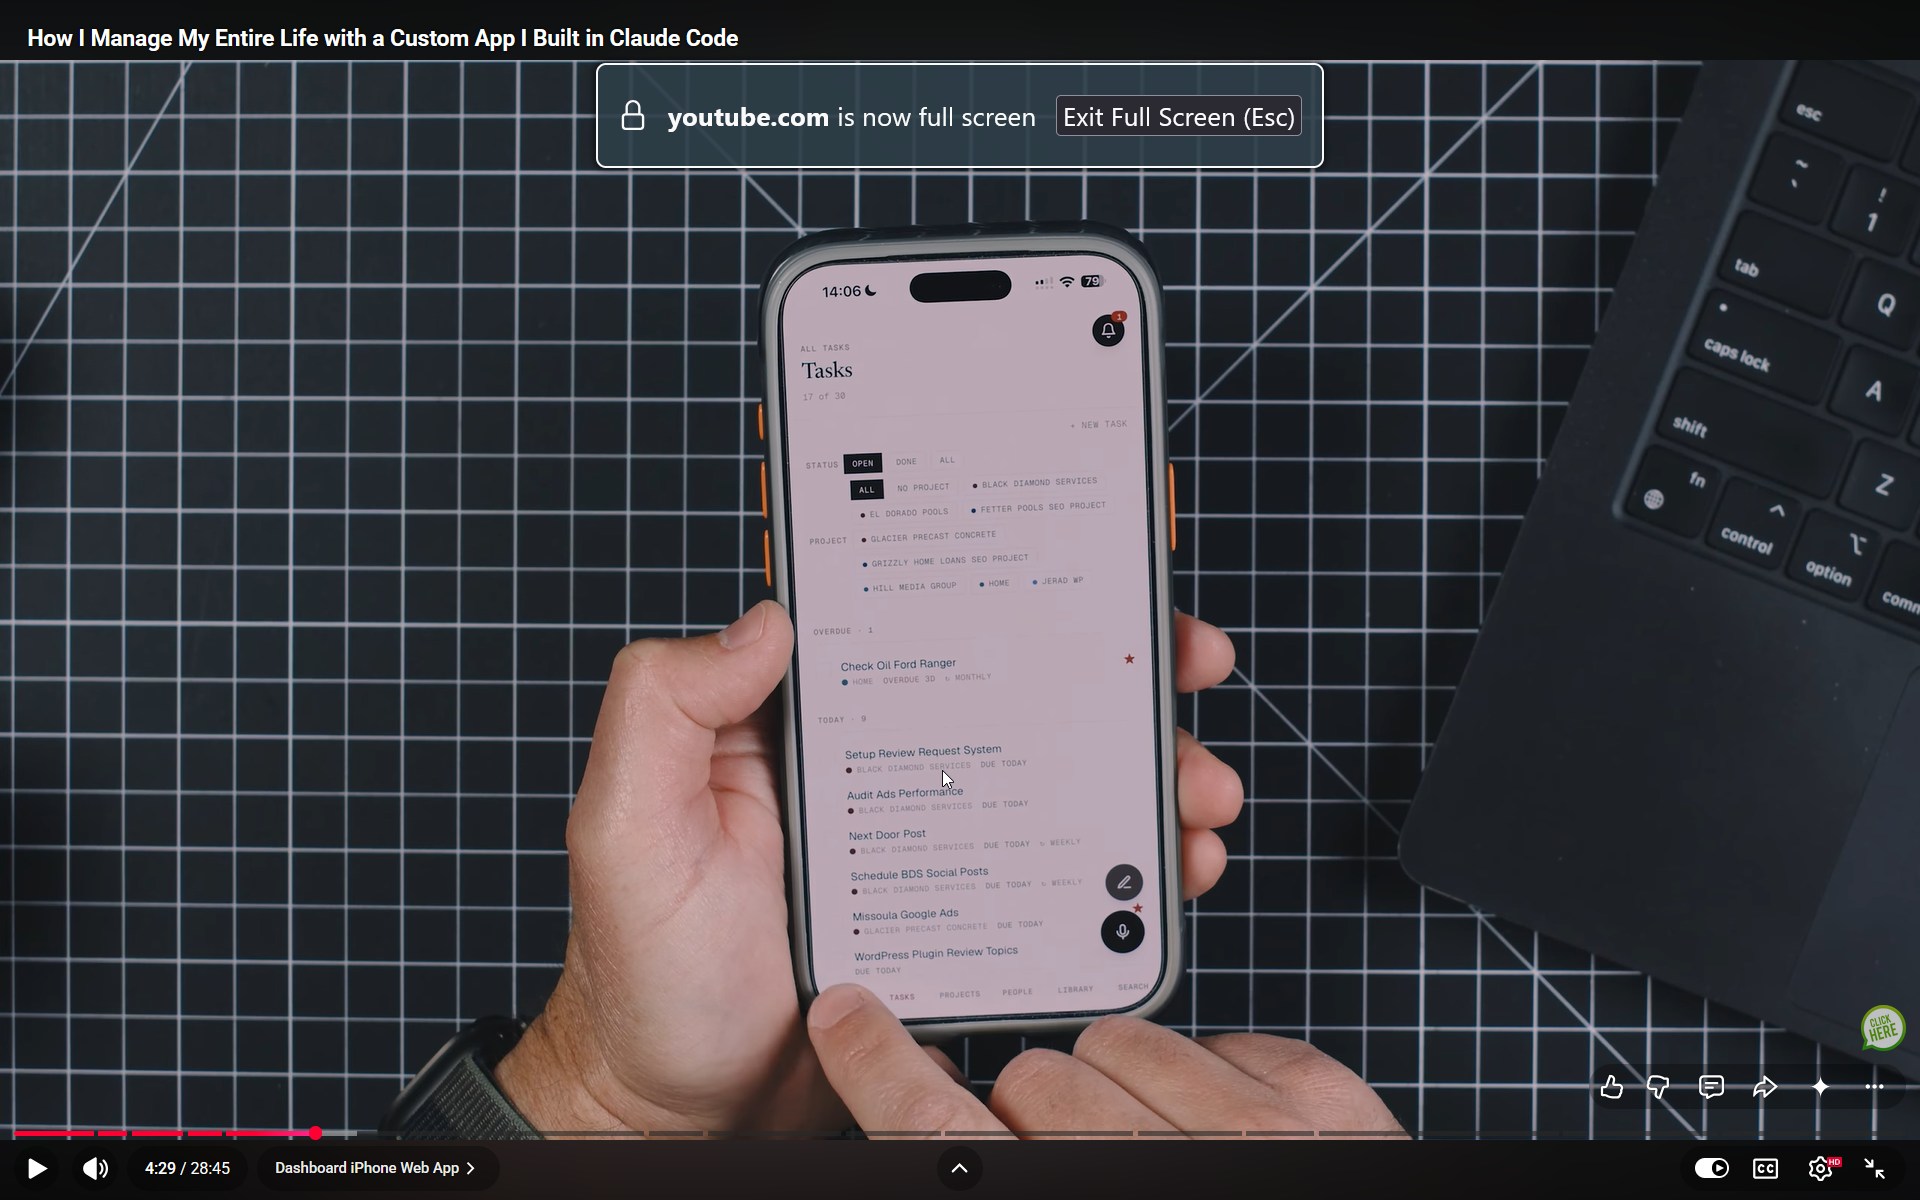 How I Manage My Entire Life with a Custom App I Built in Claude Code
youtube.com is now full screen Exit Full Screen (Esc)
14:06 79
1
ALL TASKS
Tasks
17 of 30
+ NEW TASK
STATUS OPEN DONE ALL
ALL NO PROJECT BLACK DIAMOND SERVICES
EL DORADO POOLS FETTER POOLS SEO PROJECT
PROJECT GLACIER PRECAST CONCRETE
GRIZZLY HOME LOANS SEO PROJECT
HILL MEDIA GROUP HOME JERAD WP
OVERDUE · 1
Check Oil Ford Ranger
HOME OVERDUE 3D MONTHLY
TODAY · 9
Setup Review Request System
BLACK DIAMOND SERVICES DUE TODAY
Audit Ads Performance
BLACK DIAMOND SERVICES DUE TODAY
Next Door Post
BLACK DIAMOND SERVICES DUE TODAY WEEKLY
Schedule BDS Social Posts
BLACK DIAMOND SERVICES DUE TODAY WEEKLY
Missoula Google Ads
GLACIER PRECAST CONCRETE DUE TODAY
WordPress Plugin Review Topics
DUE TODAY
TASKS PROJECTS PEOPLE LIBRARY SEARCH
esc
~
`
!
1
tab
Q
caps lock
A
shift
Z
fn
control
option
comm
CLICK
HERE
4:29 / 28:45 Dashboard iPhone Web App
CC
HD